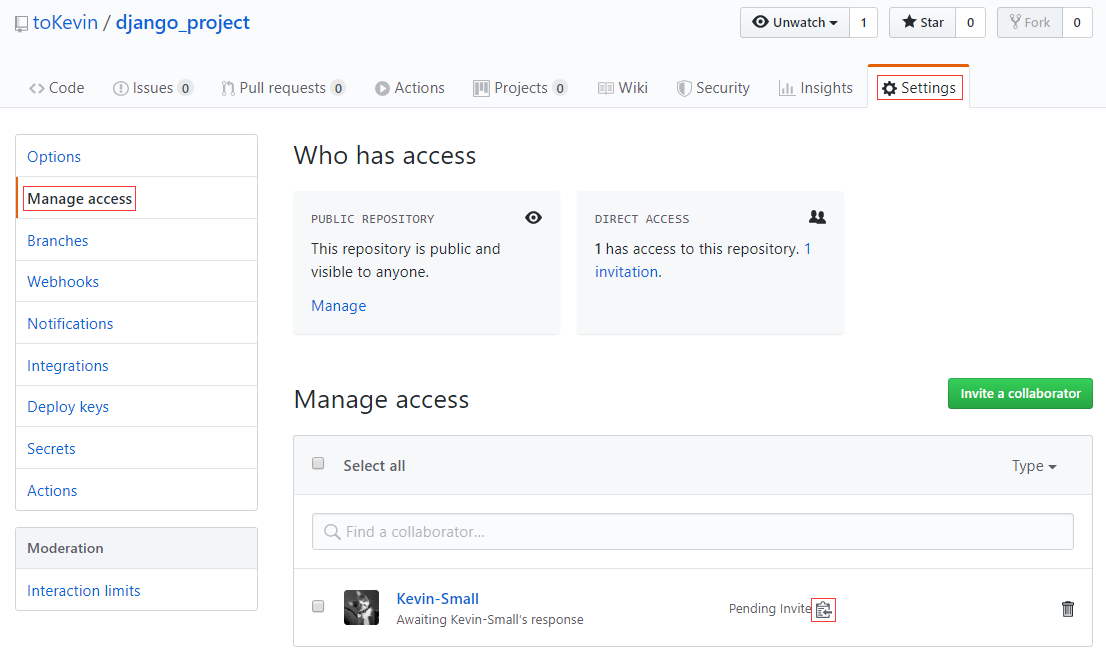 toKevin / django_project
Unwatch 1 Star 0 Fork 0
Code Issues 0 Pull requests 0 Actions Projects 0 Wiki Security Insights Settings
Options
Manage access
Branches
Webhooks
Notifications
Integrations
Deploy keys
Secrets
Actions
Moderation
Interaction limits
Who has access
PUBLIC REPOSITORY
This repository is public and
visible to anyone.
Manage
DIRECT ACCESS
1 has access to this repository. 1
invitation.
Manage access
Invite a collaborator
Select all
Type
Find a collaborator...
Kevin-Small
Awaiting Kevin-Small's response
Pending Invite